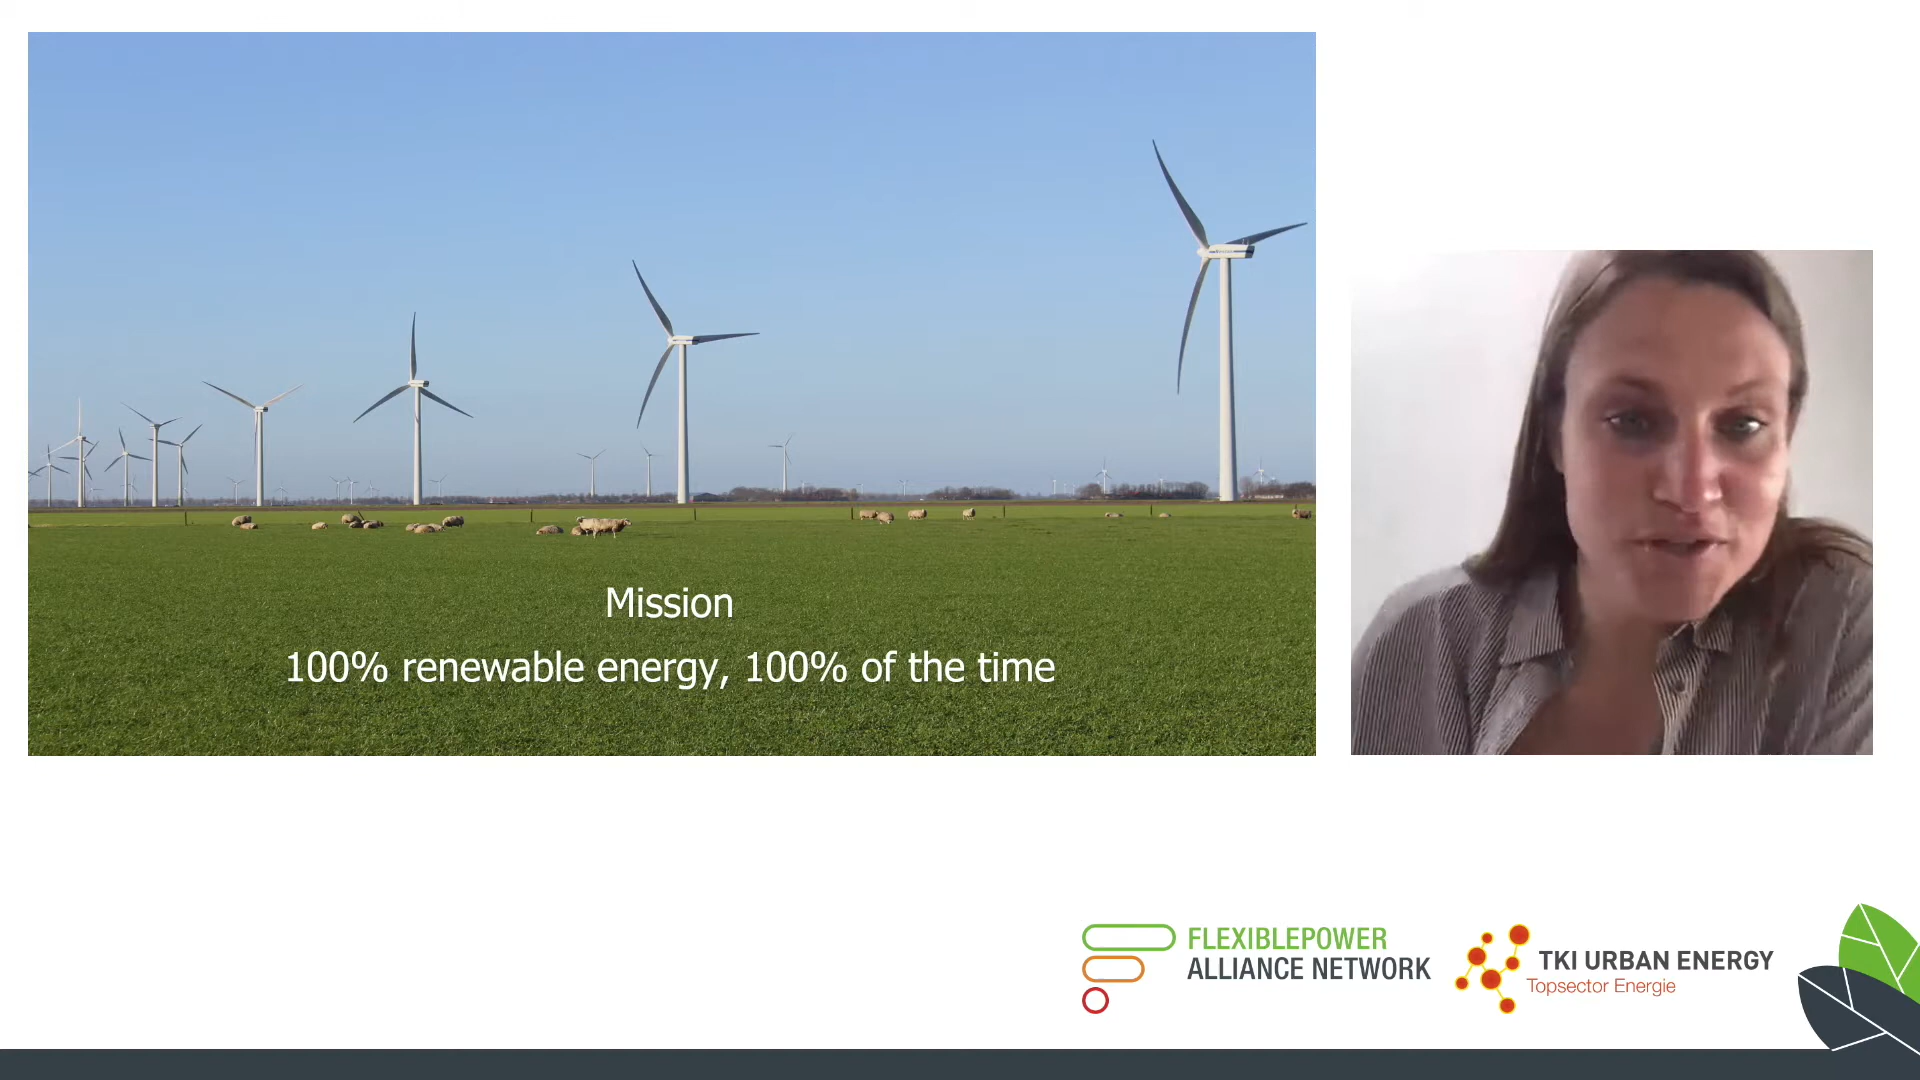 Mission
100% renewable energy, 100% of the time
FLEXIBLEPOWER
ALLIANCE NETWORK
TKI URBAN ENERGY
Topsector Energie